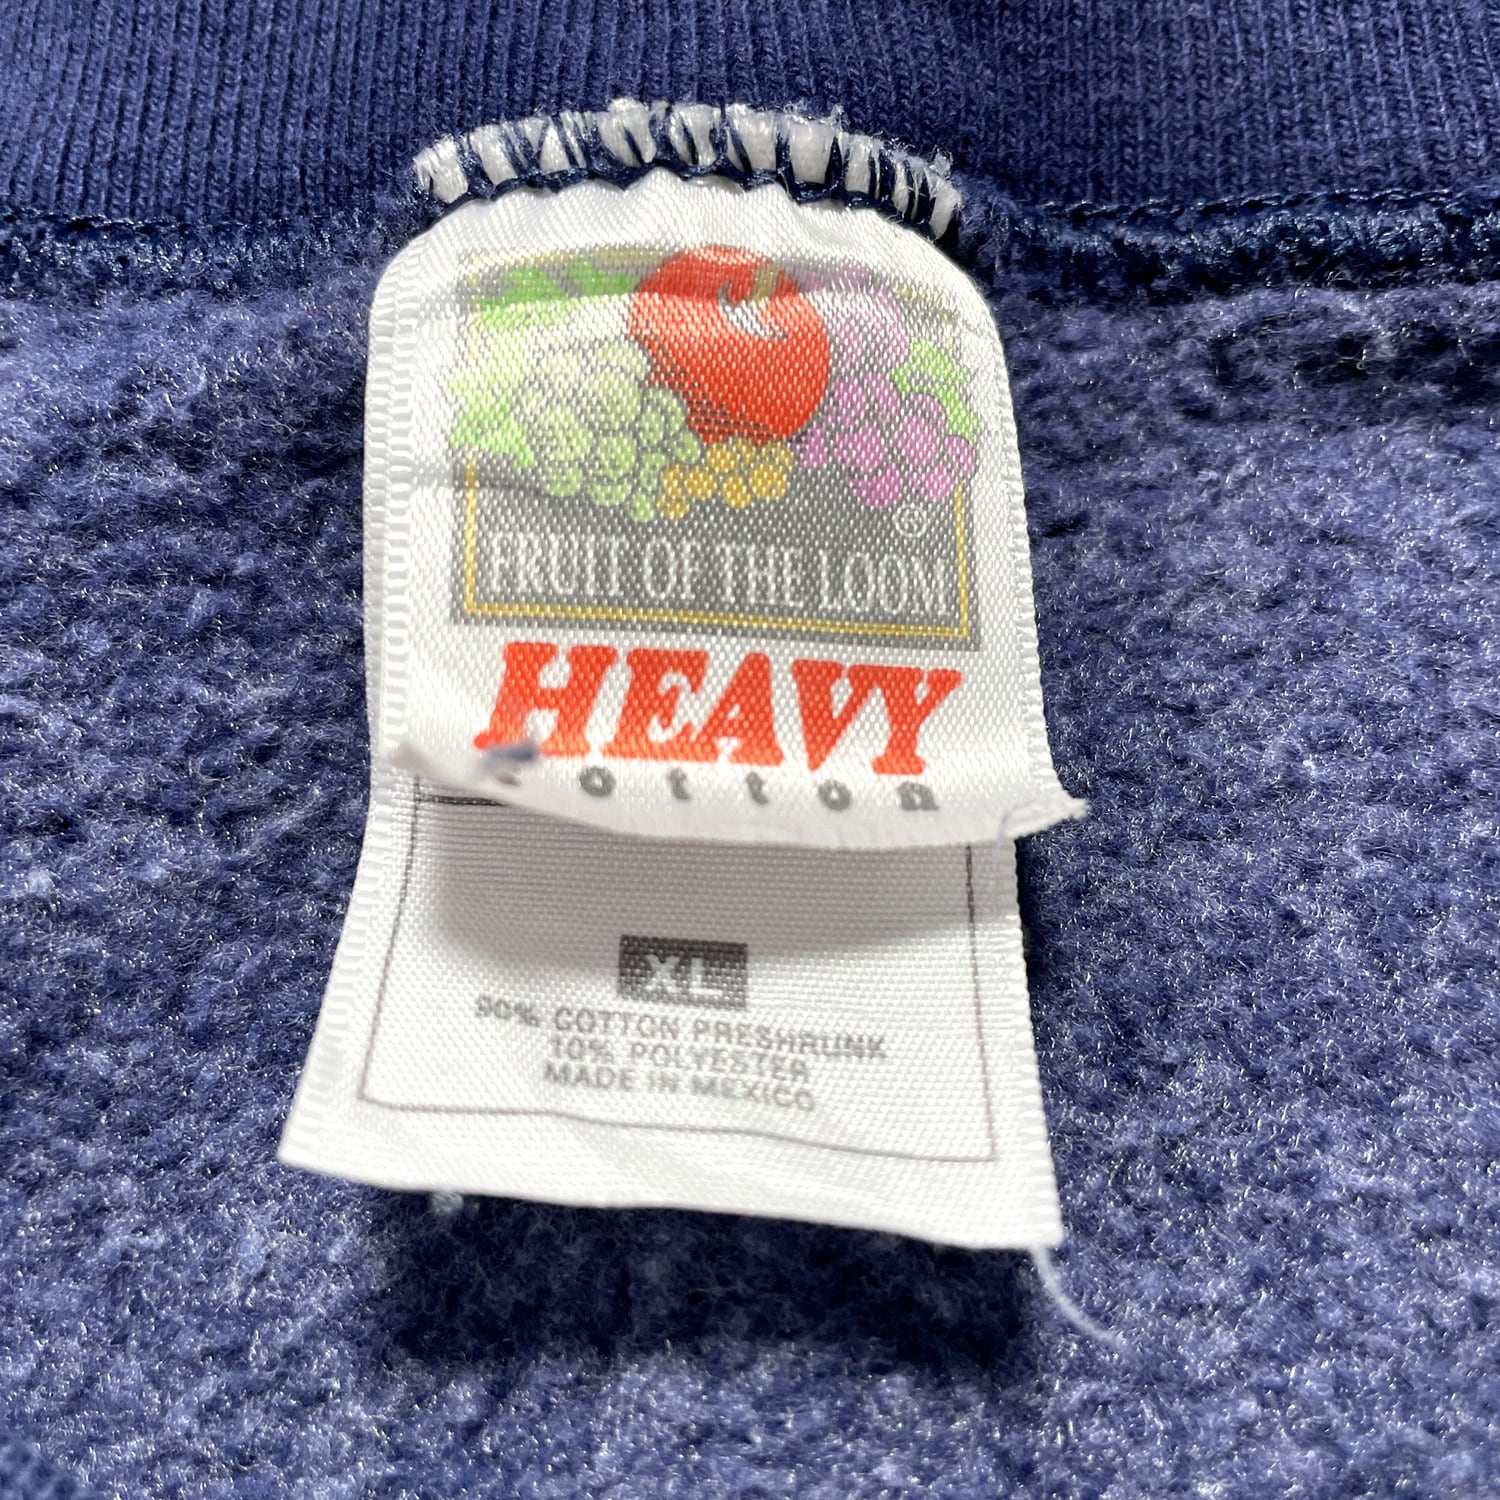 ®
FRUIT OF THE LOOM
HEAVY
cotton
XL
90% COTTON PRESHRUNK
10% POLYESTER
MADE IN MEXICO